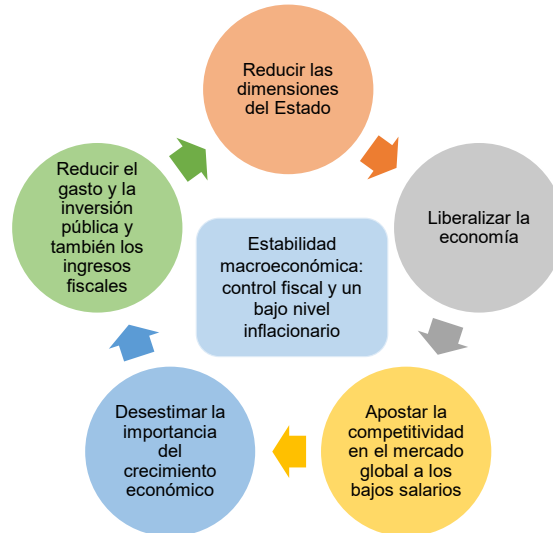 Reducir las
dimensiones
del Estado
Liberalizar la
economía
Apostar la
competitividad
en el mercado
global a los
bajos salarios
Desestimar la
importancia
del
crecimiento
económico
Reducir el
gasto y la
inversión
pública y
también los
ingresos
fiscales
Estabilidad
macroeconómica:
control fiscal y un
bajo nivel
inflacionario